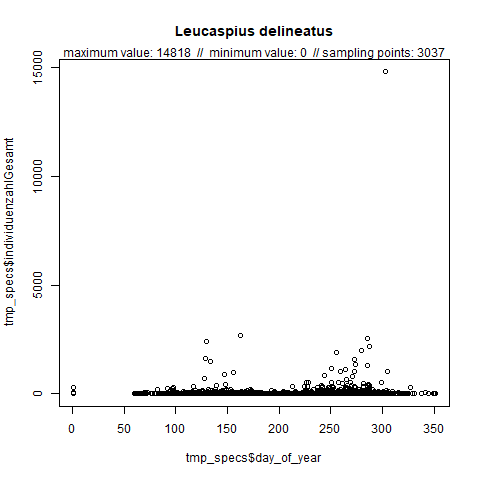 Leucaspius delineatus
maximum value: 14818 // minimum value: 0 // sampling points: 3037
tmp_specs$individuenzahlGesamt
15000
10000
5000
0
0 50 100 150 200 250 300 350
tmp_specs$day_of_year